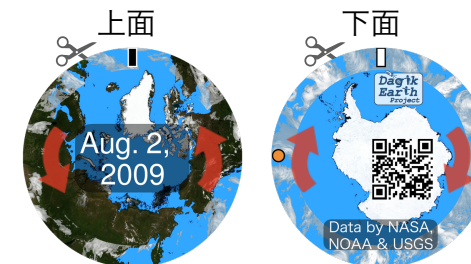 上面
下面
Aug. 2,
2009
Dagik
Earth
Project
Data by NASA,
NOAA & USGS